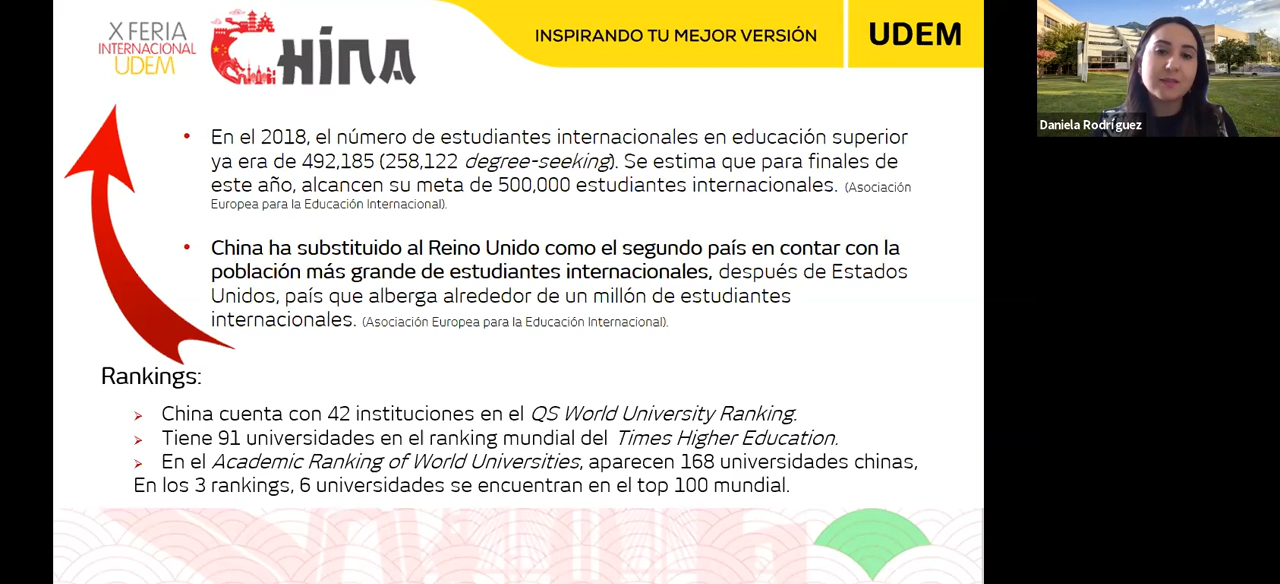 X FERIA
INTERNACIONAL
UDEM
CHINA
INSPIRANDO TU MEJOR VERSIÓN
UDEM
Daniela Rodríguez
• En el 2018, el número de estudiantes internacionales en educación superior
ya era de 492,185 (258,122 degree-seeking). Se estima que para finales de
este año, alcancen su meta de 500,000 estudiantes internacionales. (Asociación
Europea para la Educación Internacional).
• China ha substituido al Reino Unido como el segundo país en contar con la
población más grande de estudiantes internacionales, después de Estados
Unidos, país que alberga alrededor de un millón de estudiantes
internacionales. (Asociación Europea para la Educación Internacional).
Rankings:
➢ China cuenta con 42 instituciones en el QS World University Ranking.
➢ Tiene 91 universidades en el ranking mundial del Times Higher Education.
➢ En el Academic Ranking of World Universities, aparecen 168 universidades chinas,
En los 3 rankings, 6 universidades se encuentran en el top 100 mundial.